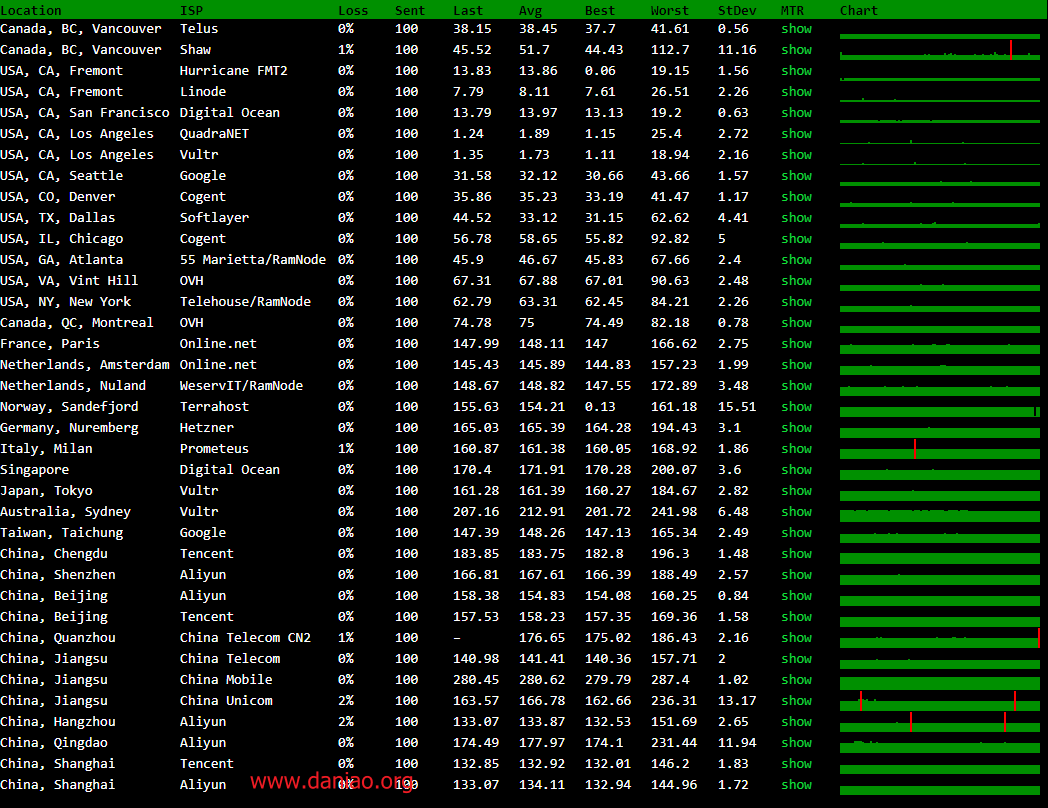 Location ISP Loss Sent Last Avg Best Worst StDev MTR Chart
Canada, BC, Vancouver Telus 0% 100 38.15 38.45 37.7 41.61 0.56 show
Canada, BC, Vancouver Shaw 1% 100 45.52 51.7 44.43 112.7 11.16 show
USA, CA, Fremont Hurricane FMT2 0% 100 13.83 13.86 0.06 19.15 1.56 show
USA, CA, Fremont Linode 0% 100 7.79 8.11 7.61 26.51 2.26 show
USA, CA, San Francisco Digital Ocean 0% 100 13.79 13.97 13.13 19.2 0.63 show
USA, CA, Los Angeles QuadraNET 0% 100 1.24 1.89 1.15 25.4 2.72 show
USA, CA, Los Angeles Vultr 0% 100 1.35 1.73 1.11 18.94 2.16 show
USA, CA, Seattle Google 0% 100 31.58 32.12 30.66 43.66 1.57 show
USA, CO, Denver Cogent 0% 100 35.86 35.23 33.19 41.47 1.17 show
USA, TX, Dallas Softlayer 0% 100 44.52 33.12 31.15 62.62 4.41 show
USA, IL, Chicago Cogent 0% 100 56.78 58.65 55.82 92.82 5 show
USA, GA, Atlanta 55 Marietta/RamNode 0% 100 45.9 46.67 45.83 67.66 2.4 show
USA, VA, Vint Hill OVH 0% 100 67.31 67.88 67.01 90.63 2.48 show
USA, NY, New York Telehouse/RamNode 0% 100 62.79 63.31 62.45 84.21 2.26 show
Canada, QC, Montreal OVH 0% 100 74.78 75 74.49 82.18 0.78 show
France, Paris Online.net 0% 100 147.99 148.11 147 166.62 2.75 show
Netherlands, Amsterdam Online.net 0% 100 145.43 145.89 144.83 157.23 1.99 show
Netherlands, Nuland WeservIT/RamNode 0% 100 148.67 148.82 147.55 172.89 3.48 show
Norway, Sandefjord Terrahost 0% 100 155.63 154.21 0.13 161.18 15.51 show
Germany, Nuremberg Hetzner 0% 100 165.03 165.39 164.28 194.43 3.1 show
Italy, Milan Prometeus 1% 100 160.87 161.38 160.05 168.92 1.86 show
Singapore Digital Ocean 0% 100 170.4 171.91 170.28 200.07 3.6 show
Japan, Tokyo Vultr 0% 100 161.28 161.39 160.27 184.67 2.82 show
Australia, Sydney Vultr 0% 100 207.16 212.91 201.72 241.98 6.48 show
Taiwan, Taichung Google 0% 100 147.39 148.26 147.13 165.34 2.49 show
China, Chengdu Tencent 0% 100 183.85 183.75 182.8 196.3 1.48 show
China, Shenzhen Aliyun 0% 100 166.81 167.61 166.39 188.49 2.57 show
China, Beijing Aliyun 0% 100 158.38 154.83 154.08 160.25 0.84 show
China, Beijing Tencent 0% 100 157.53 158.23 157.35 169.36 1.58 show
China, Quanzhou China Telecom CN2 1% 100 – 176.65 175.02 186.43 2.16 show
China, Jiangsu China Telecom 0% 100 140.98 141.41 140.36 157.71 2 show
China, Jiangsu China Mobile 0% 100 280.45 280.62 279.79 287.4 1.02 show
China, Jiangsu China Unicom 2% 100 163.57 166.78 162.66 236.31 13.17 show
China, Hangzhou Aliyun 2% 100 133.07 133.87 132.53 151.69 2.65 show
China, Qingdao Aliyun 0% 100 174.49 177.97 174.1 231.44 11.94 show
China, Shanghai Tencent 0% 100 132.85 132.92 132.01 146.2 1.83 show
China, Shanghai Aliyun 0% 100 133.07 134.11 132.94 144.96 1.72 show
www.daniao.org